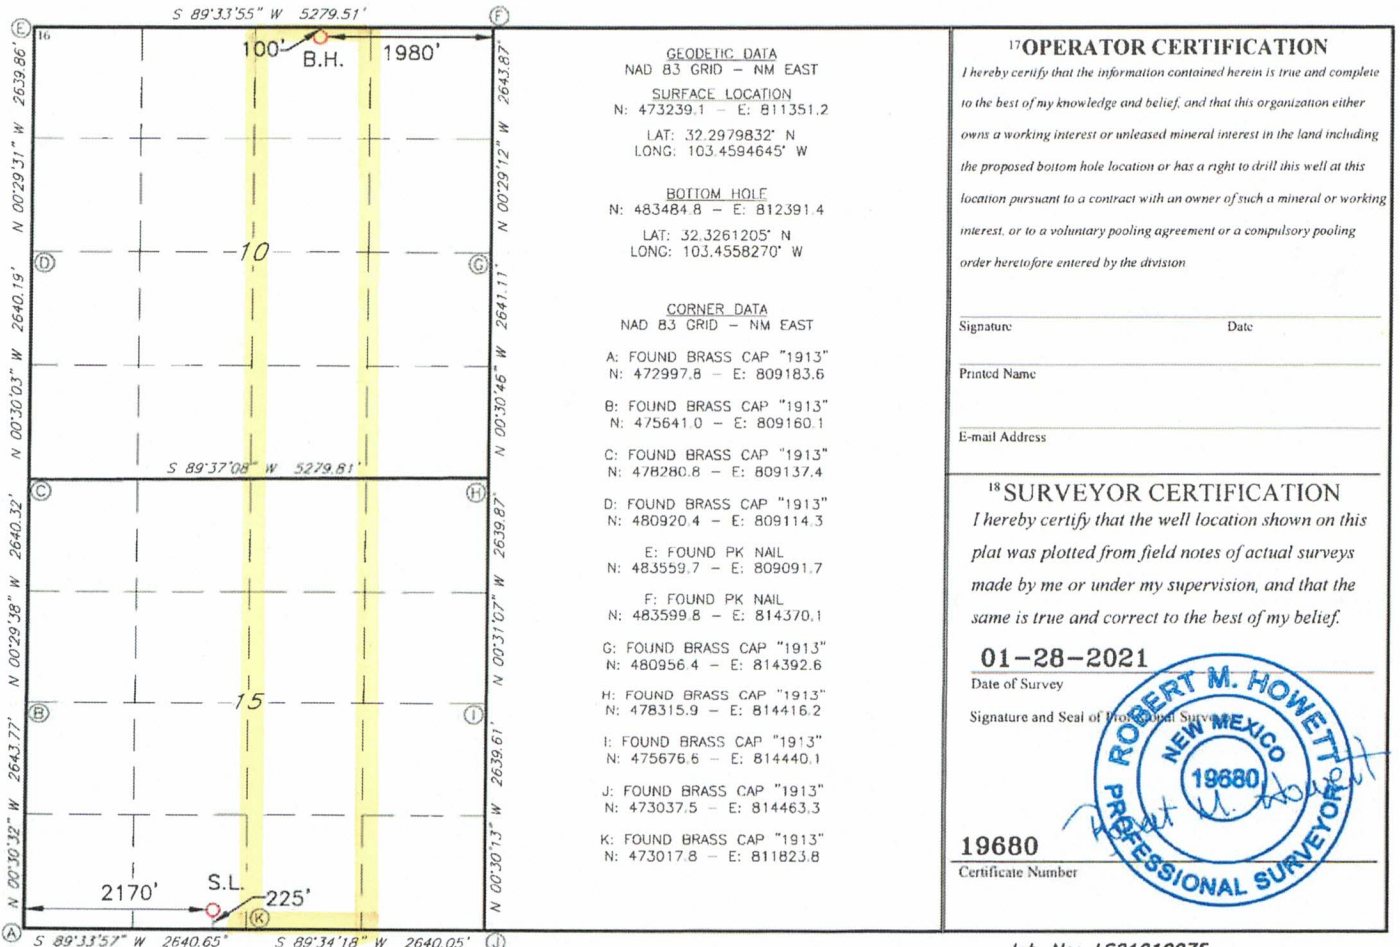 S 89°33'55" W 5279.51'
E
F
16
100'
B.H.
1980'
N 00°29'31" W 2639.86'
N 00°29'12" W 2643.87'
10
D
G
N 00°30'03" W 2640.19'
N 00°30'46" W 2641.11'
S 89°37'08" W 5279.81'
C
H
N 00°29'38" W 2640.32'
N 00°31'07" W 2639.87'
15
B
I
N 00°30'32" W 2643.77'
N 00°30'13" W 2639.61'
2170'
S.L.
225'
K
A
S 89°33'57" W 2640.65'
S 89°34'18" W 2640.05'
J
GEODETIC DATA
NAD 83 GRID – NM EAST
SURFACE LOCATION
N: 473239.1 – E: 811351.2
LAT: 32.2979832° N
LONG: 103.4594645° W
BOTTOM HOLE
N: 483484.8 – E: 812391.4
LAT: 32.3261205° N
LONG: 103.4558270° W
CORNER DATA
NAD 83 GRID – NM EAST
A: FOUND BRASS CAP "1913"
N: 472997.8 – E: 809183.6
B: FOUND BRASS CAP "1913"
N: 475641.0 – E: 809160.1
C: FOUND BRASS CAP "1913"
N: 478280.8 – E: 809137.4
D: FOUND BRASS CAP "1913"
N: 480920.4 – E: 809114.3
E: FOUND PK NAIL
N: 483559.7 – E: 809091.7
F: FOUND PK NAIL
N: 483599.8 – E: 814370.1
G: FOUND BRASS CAP "1913"
N: 480956.4 – E: 814392.6
H: FOUND BRASS CAP "1913"
N: 478315.9 – E: 814416.2
I: FOUND BRASS CAP "1913"
N: 475676.6 – E: 814440.1
J: FOUND BRASS CAP "1913"
N: 473037.5 – E: 814463.3
K: FOUND BRASS CAP "1913"
N: 473017.8 – E: 811823.8
17 OPERATOR CERTIFICATION
I hereby certify that the information contained herein is true and complete
to the best of my knowledge and belief, and that this organization either
owns a working interest or unleased mineral interest in the land including
the proposed bottom hole location or has a right to drill this well at this
location pursuant to a contract with an owner of such a mineral or working
interest, or to a voluntary pooling agreement or a compulsory pooling
order heretofore entered by the division
Signature Date
Printed Name
E-mail Address
18 SURVEYOR CERTIFICATION
I hereby certify that the well location shown on this
plat was plotted from field notes of actual surveys
made by me or under my supervision, and that the
same is true and correct to the best of my belief.
01-28-2021
Date of Survey
Signature and Seal of Professional Surveyor
ROBERT M. HOWETT
NEW MEXICO
19680
PROFESSIONAL SURVEYOR
Robert M. Howett
19680
Certificate Number